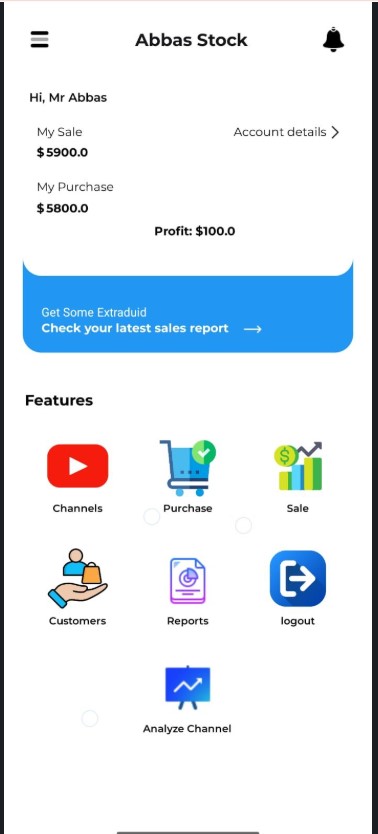 Abbas Stock
Hi, Mr Abbas
My Sale
Account details
$5900.0
My Purchase
$5800.0
Profit: $100.0
Get Some Extraduid
Check your latest sales report
Features
Channels
Purchase
Sale
Customers
Reports
logout
Analyze Channel